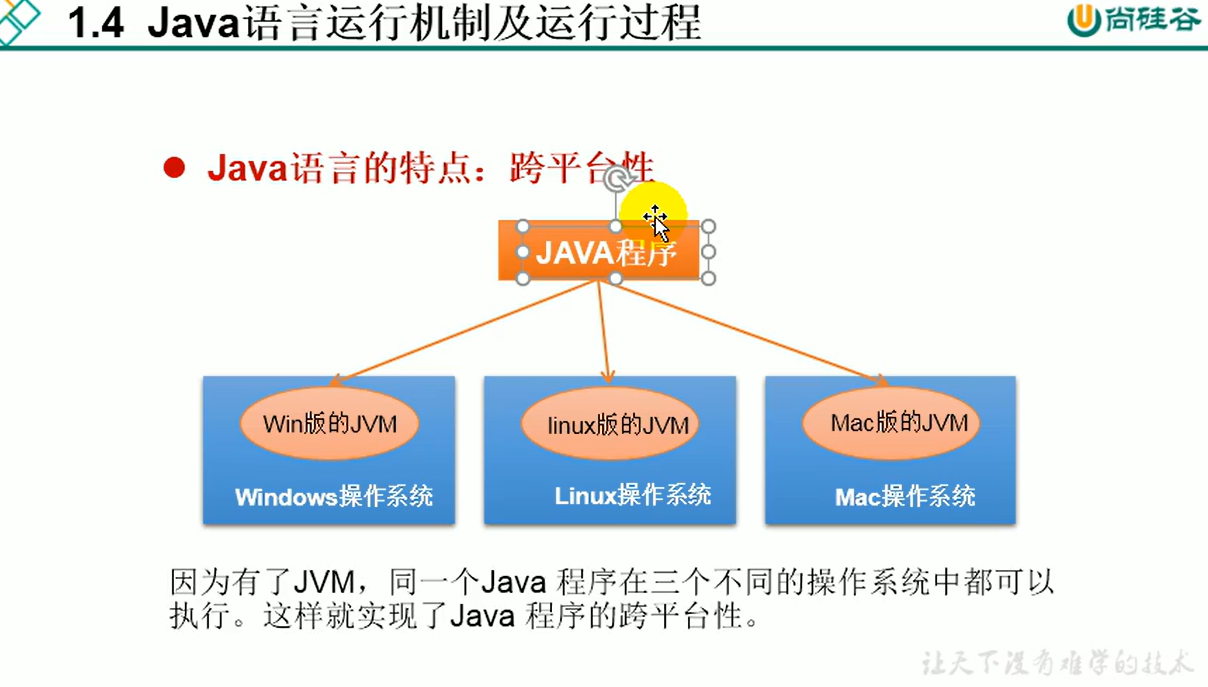 1.4 Java语言运行机制及运行过程
尚硅谷
Java语言的特点：跨平台性
JAVA程序
Win版的JVM
linux版的JVM
Mac版的JVM
Windows操作系统
Linux操作系统
Mac操作系统
因为有了JVM，同一个Java 程序在三个不同的操作系统中都可以
执行。这样就实现了Java 程序的跨平台性。
让天下没有难学的技术